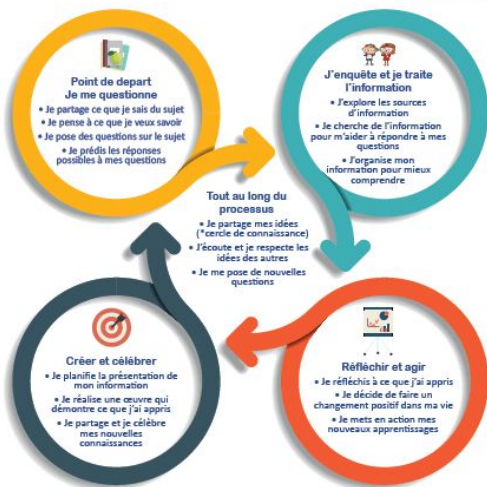 Point de depart
Je me questionne
• Je partage ce que je sais du sujet
• Je pense à ce que je veux savoir
• Je pose des questions sur le sujet
• Je prédis les réponses
possibles à mes questions
J'enquête et je traite
l'information
• J'explore les sources
d'information
• Je cherche de l'information
pour m'aider à répondre à mes
questions
• J'organise mon
information pour mieux
comprendre
Tout au long du
processus
• Je partage mes idées
(*cercle de connaissance)
• J'écoute et je respecte les
idées des autres
• Je me pose de nouvelles
questions
Créer et célébrer
• Je planifie la présentation de
mon information
• Je réalise une œuvre qui
démontre ce que j'ai appris
• Je partage et je célèbre
mes nouvelles
connaissances
Réfléchir et agir
• Je réfléchis à ce que j'ai appris
• Je décide de faire un
changement positif dans ma vie
• Je mets en action mes
nouveaux apprentissages